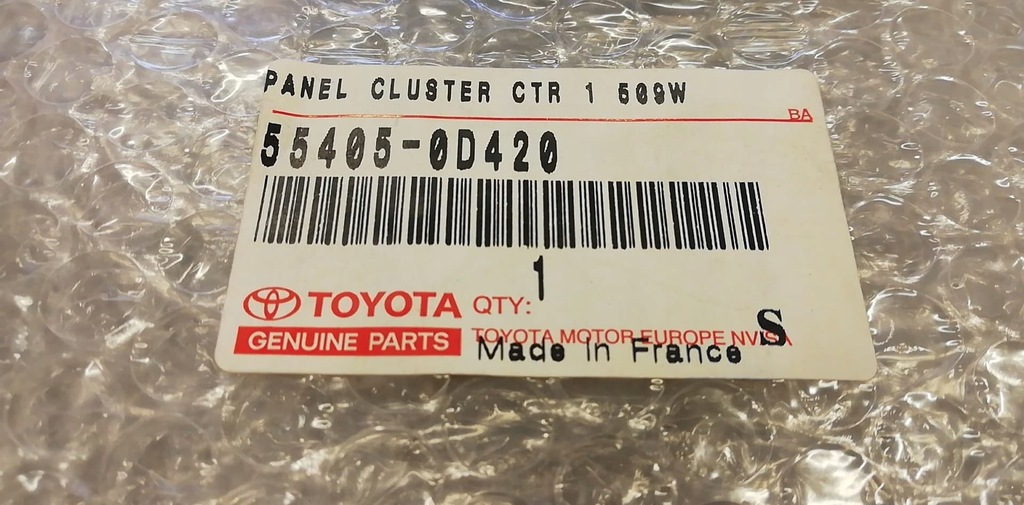 PANEL CLUSTER CTR 1 509W
BA
55405-0D420
1
TOYOTA QTY:
GENUINE PARTS TOYOTA MOTOR EUROPE NV/SA
Made in France S